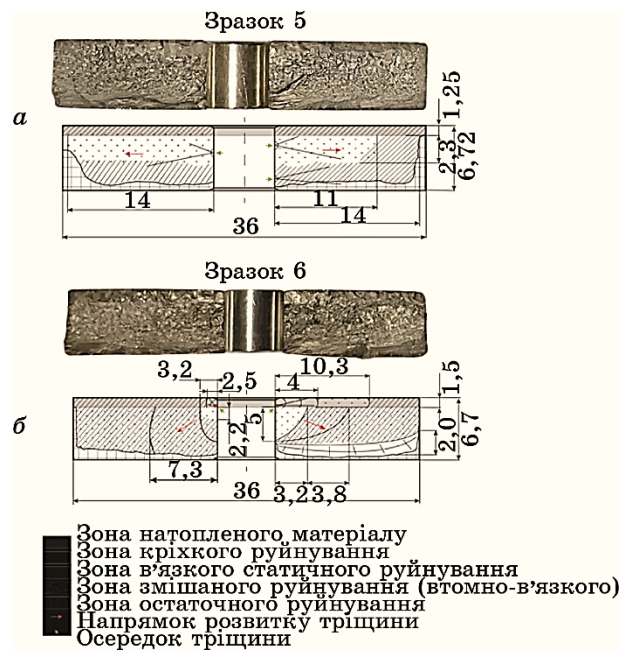 Зразок 5
а
1,25
2,3
6,72
14
11
14
36
Зразок 6
б
3,2
2,5
10,3
4
1,5
5
2,2
2,0
6,7
7,3
3,2
3,8
36
Зона натопленого матеріалу
Зона кріхкого руйнування
Зона в'язкого статичного руйнування
Зона змішаного руйнування (втомно-в'язкого)
Зона остаточного руйнування
Напрямок розвитку тріщини
Осередок тріщини